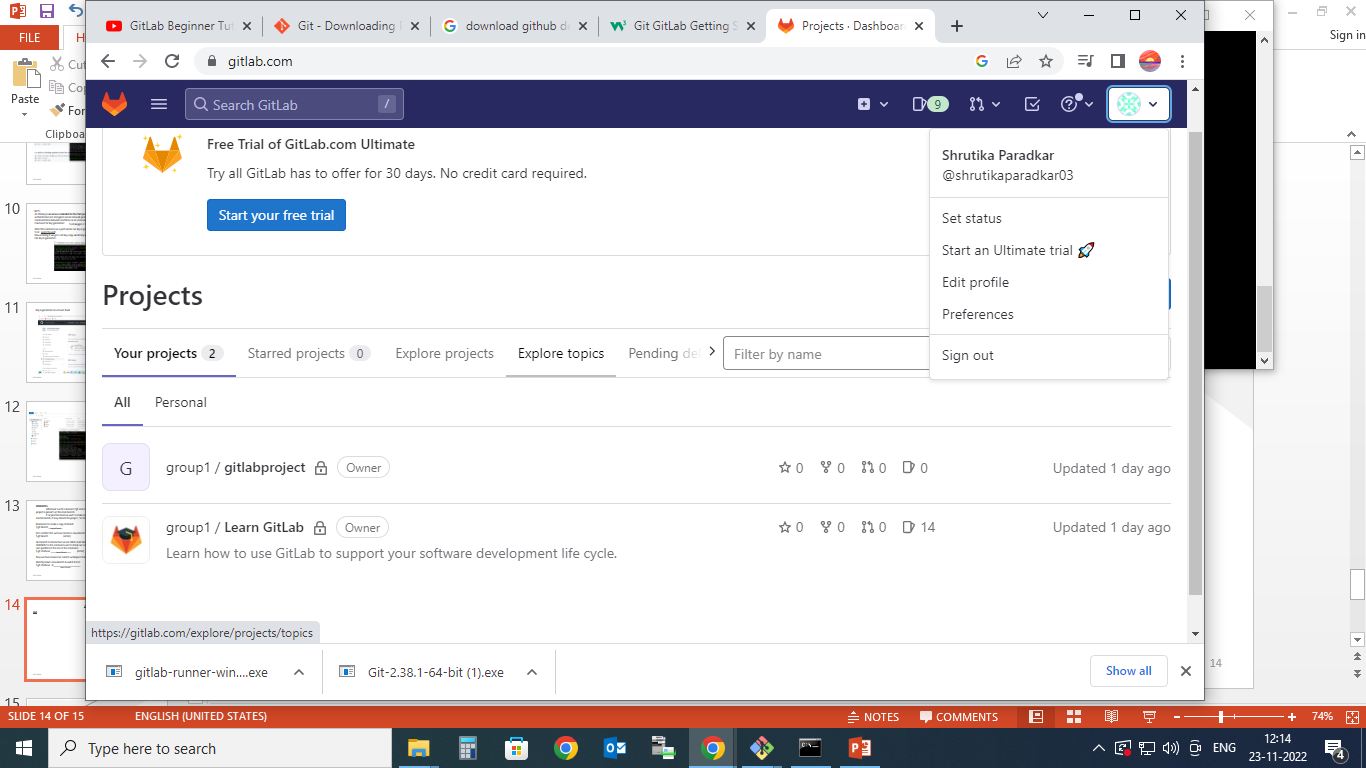 GitLab Beginner Tut
Git - Downloading
download github de
Git GitLab Getting S
Projects · Dashboard
Sign in
FILE
H
Paste
Cut
Clipboa
gitlab.com
Search GitLab
/
9
Free Trial of GitLab.com Ultimate
Try all GitLab has to offer for 30 days. No credit card required.
Start your free trial
Shrutika Paradkar
@shrutikaparadkar03
Set status
Start an Ultimate trial 🚀
Edit profile
Preferences
Sign out
Projects
Your projects 2
Starred projects 0
Explore projects
Explore topics
Pending de
Filter by name
All
Personal
G
group1 / gitlabproject
Owner
0 0 0 0
Updated 1 day ago
group1 / Learn GitLab
Owner
0 0 0 14
Updated 1 day ago
Learn how to use GitLab to support your software development life cycle.
https://gitlab.com/explore/projects/topics
gitlab-runner-win....exe
Git-2.38.1-64-bit (1).exe
Show all
10
11
12
13
14
15
14
SLIDE 14 OF 15
ENGLISH (UNITED STATES)
NOTES
COMMENTS
74%
Type here to search
ENG
12:14
23-11-2022
4